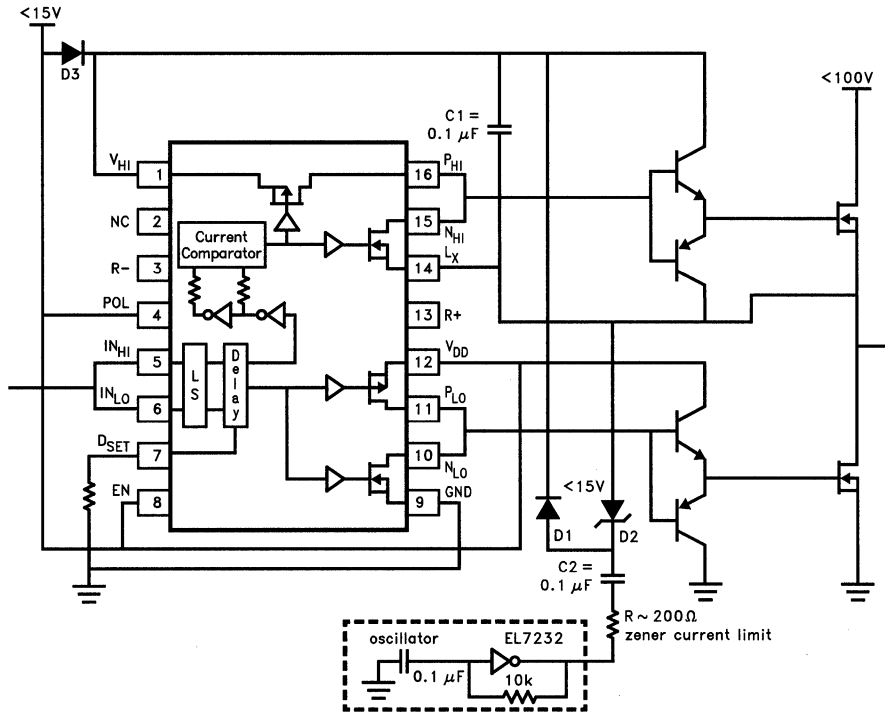 <15V
D3
<100V
C1 =
0.1 μF
VHI
1
16
PHI
NC
2
15
NHI
Current
Comparator
R−
3
14
LX
POL
4
13
R+
INHI
5
12
VDD
LS
Delay
INLO
6
11
PLO
DSET
7
10
NLO
EN
8
9
GND
<15V
D1
D2
C2 =
0.1 μF
R ~ 200Ω
zener current limit
oscillator
EL7232
0.1 μF
10k